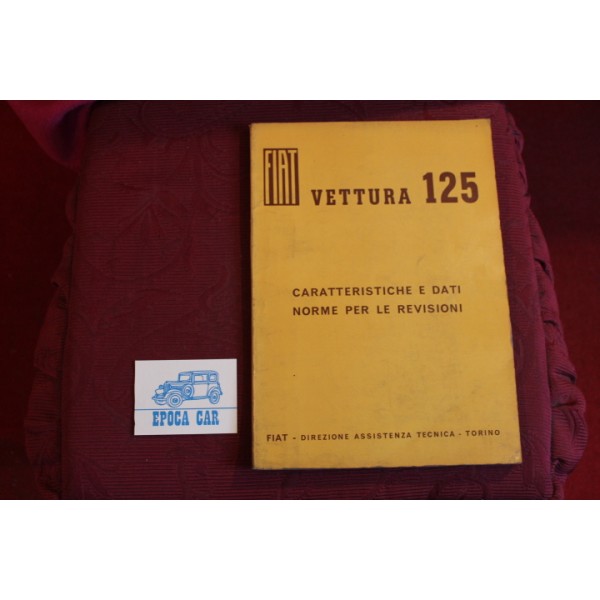 FIAT VETTURA 125
CARATTERISTICHE E DATI
NORME PER LE REVISIONI
FIAT - DIREZIONE ASSISTENZA TECNICA - TORINO
EPOCA CAR